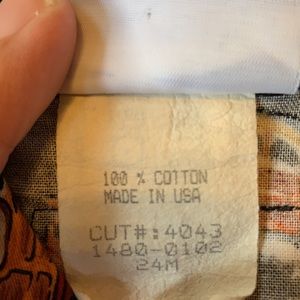 100 % COTTON
MADE IN USA
CUT#:4043
1480-0102
24M